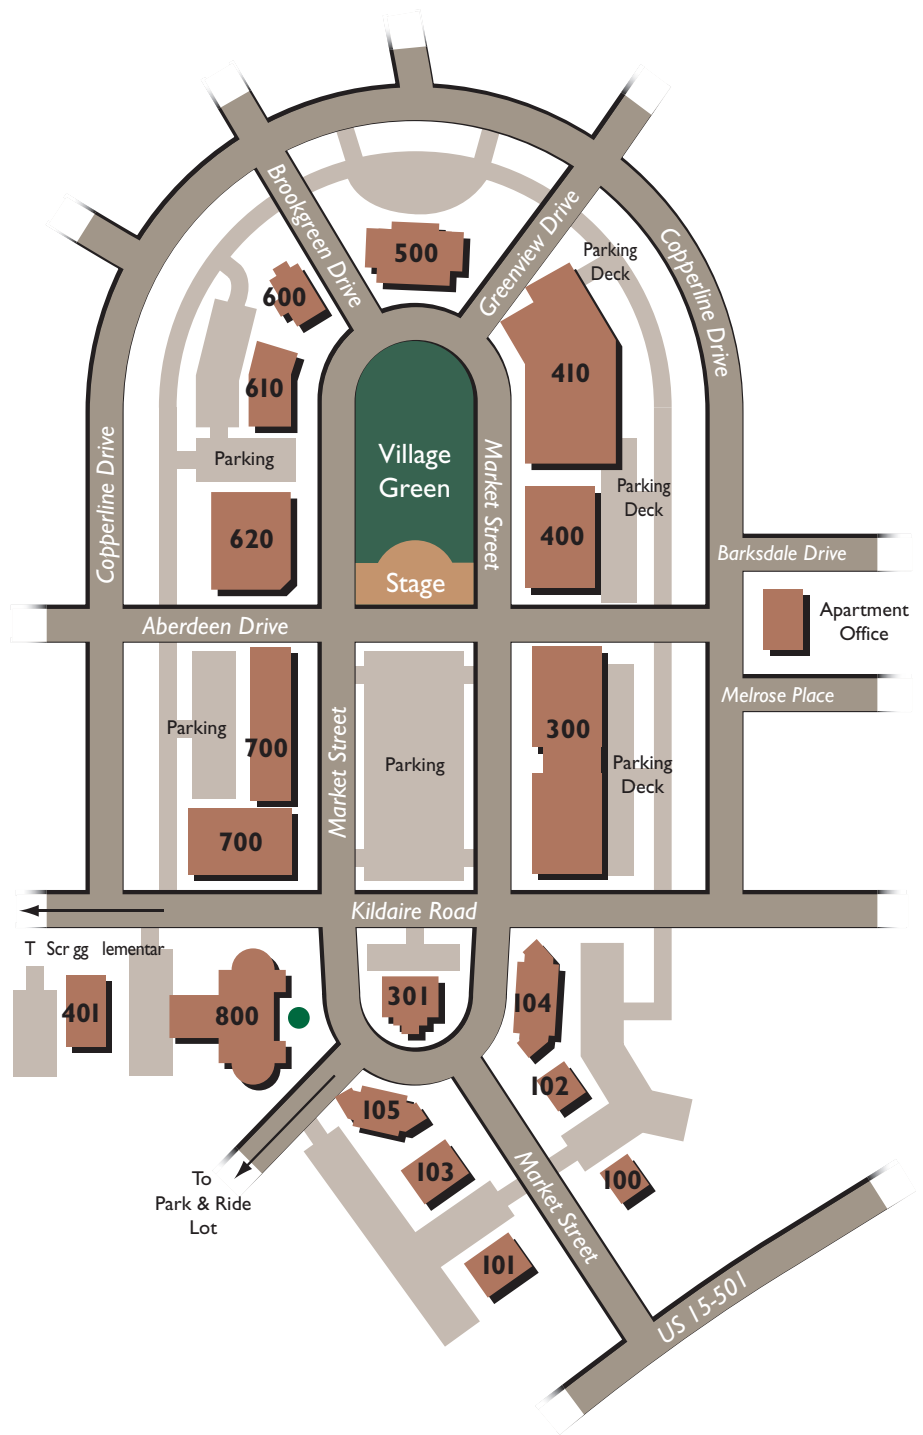 Brookgreen Drive
500
Greenview Drive
Parking
Deck
Copperline Drive
600
410
610
Village
Green
Market Street
Copperline Drive
Parking
Parking
Deck
620
400
Barksdale Drive
Stage
Aberdeen Drive
Apartment
Office
Melrose Place
Parking
700
Market Street
Parking
300
Parking
Deck
700
Kildaire Road
T Scr gg lementar
401
800
301
104
102
105
103
100
To
Park & Ride
Lot
Market Street
101
US 15-501